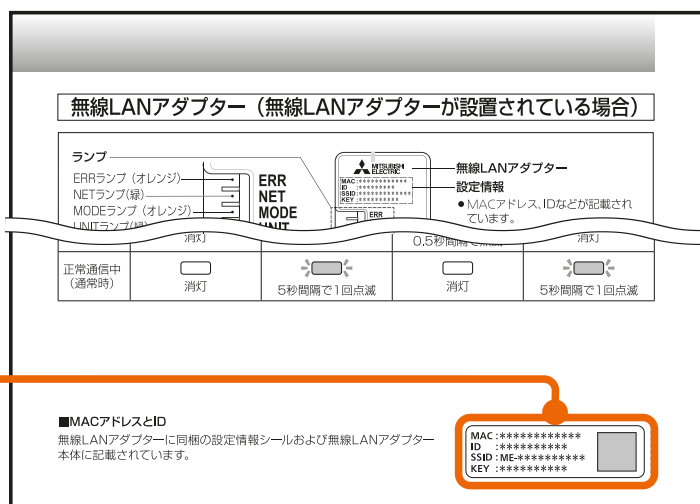 無線LANアダプター（無線LANアダプターが設置されている場合）
ランプ
ERRランプ（オレンジ）
NETランプ（緑）
MODEランプ（オレンジ）
UNITランプ（緑）
ERR
NET
MODE
UNIT
MITSUBISHI
ELECTRIC
MAC:************
ID :**********
SSID:**********
KEY :**********
ERR
無線LANアダプター
設定情報
●MACアドレス、IDなどが記載され
ています。
消灯
0.5秒間隔で点滅
消灯
正常通信中
（通常時）
消灯
5秒間隔で1回点滅
消灯
5秒間隔で1回点滅
■MACアドレスとID
無線LANアダプターに同梱の設定情報シールおよび無線LANアダプター
本体に記載されています。
MAC:************
ID :**********
SSID:ME-**********
KEY :**********